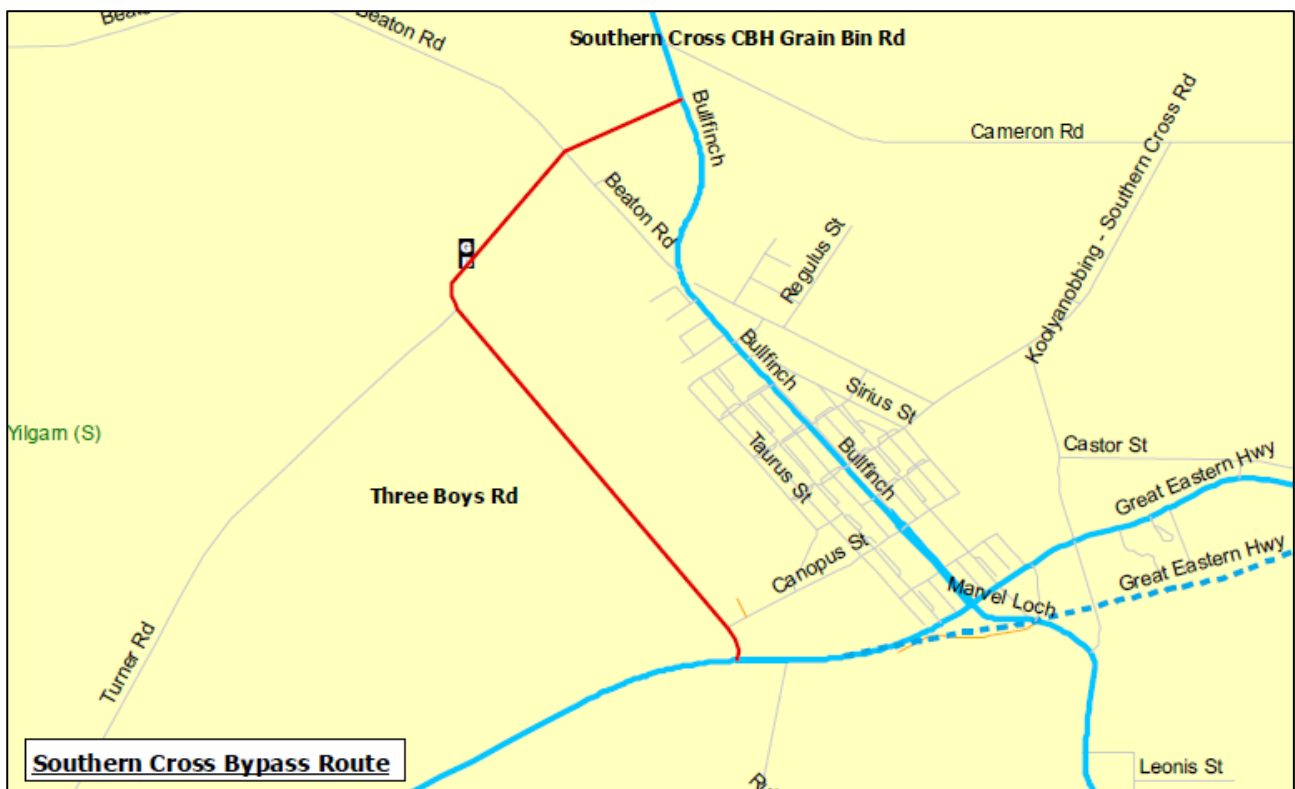 Beaton Rd
Southern Cross CBH Grain Bin Rd
Bullfinch
Cameron Rd
Koolyanobbing - Southern Cross Rd
Beaton Rd
Regulus St
Bullfinch
Sirius St
Yilgarn (S)
Taurus St
Bullfinch
Castor St
Great Eastern Hwy
Three Boys Rd
Canopus St
Great Eastern Hwy
Marvel Loch
Turner Rd
Southern Cross Bypass Route
Leonis St